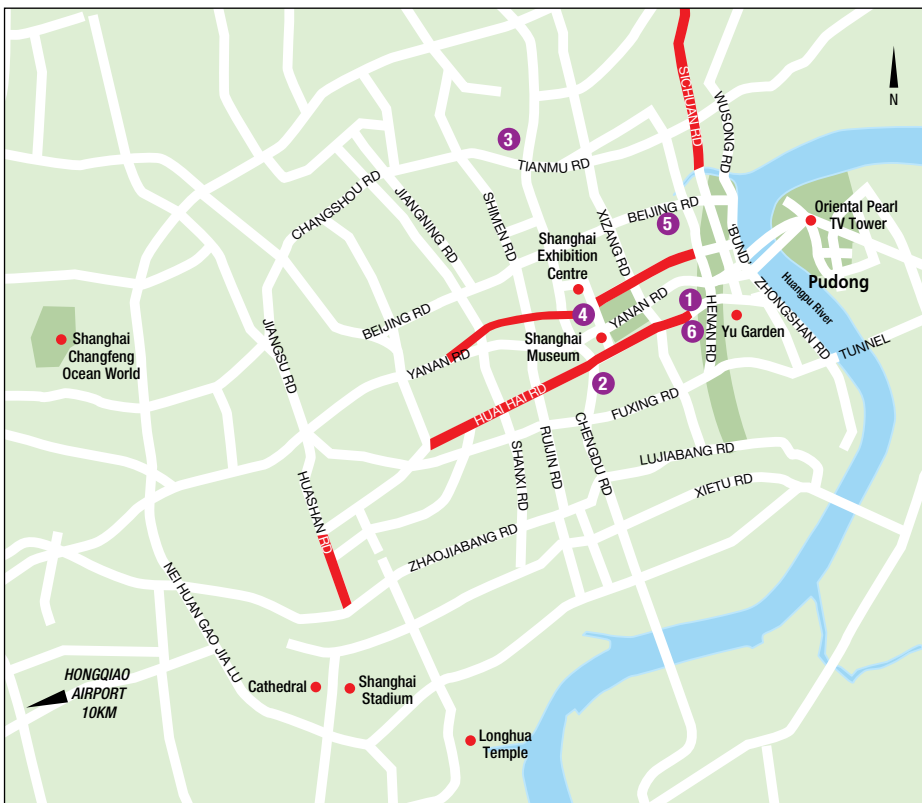 SICHUAN RD
WUSONG RD
N
3
TIANMU RD
CHANGSHOU RD
JIANGNING RD
SHIMEN RD
XIZANG RD
BEIJING RD
5
Oriental Pearl
TV Tower
Shanghai
Exhibition
Centre
'BUND'
Pudong
Huangpu River
ZHONGSHAN RD
TUNNEL
1
HENAN RD
Yu Garden
4
YANAN RD
6
Shanghai
Museum
BEIJING RD
Shanghai
Changfeng
Ocean World
JIANGSU RD
YANAN RD
2
HUAI HAI RD
FUXING RD
CHENGDU RD
RUIJIN RD
SHANXI RD
LUJIABANG RD
XIETU RD
HUASHAN RD
ZHAOJIABANG RD
NEI HUAN GAO JIA LU
HONGQIAO
AIRPORT
10KM
Cathedral
Shanghai
Stadium
Longhua
Temple